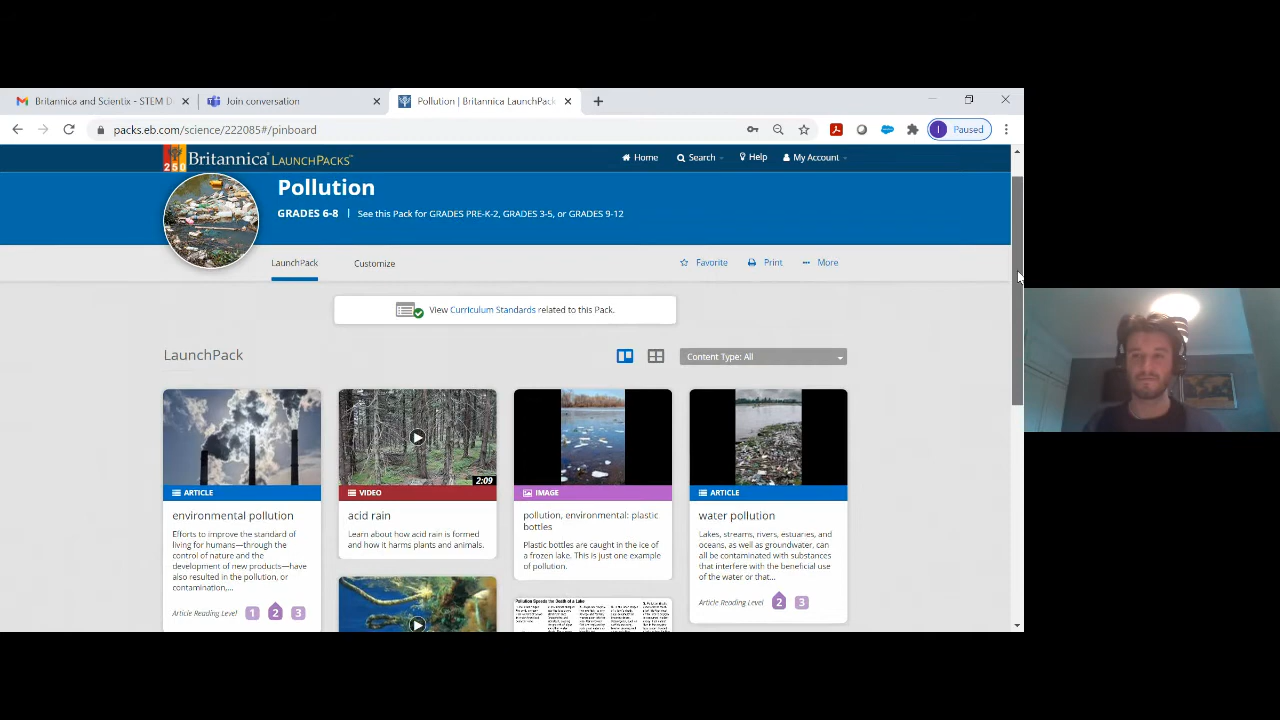 Britannica and Scientix - STEM D
Join conversation
Pollution | Britannica LaunchPack
packs.eb.com/science/222085#/pinboard
I
Paused
250
Britannica LAUNCHPACKS
Home
Search
Help
My Account
Pollution
GRADES 6-8 | See this Pack for GRADES PRE-K-2, GRADES 3-5, or GRADES 9-12
LaunchPack
Customize
Favorite
Print
More
View Curriculum Standards related to this Pack.
LaunchPack
Content Type: All
ARTICLE
environmental pollution
Efforts to improve the standard of
living for humans—through the
control of nature and the
development of new products—have
also resulted in the pollution, or
contamination,...
Article Reading Level 1 2 3
2:09
VIDEO
acid rain
Learn about how acid rain is formed
and how it harms plants and animals.
IMAGE
pollution, environmental: plastic
bottles
Plastic bottles are caught in the ice of
a frozen lake. This is just one example
of pollution.
Pollution Speeds the Death of a Lake
ARTICLE
water pollution
Lakes, streams, rivers, estuaries, and
oceans, as well as groundwater, can
all be contaminated with substances
that interfere with the beneficial use
of the water or that...
Article Reading Level 2 3